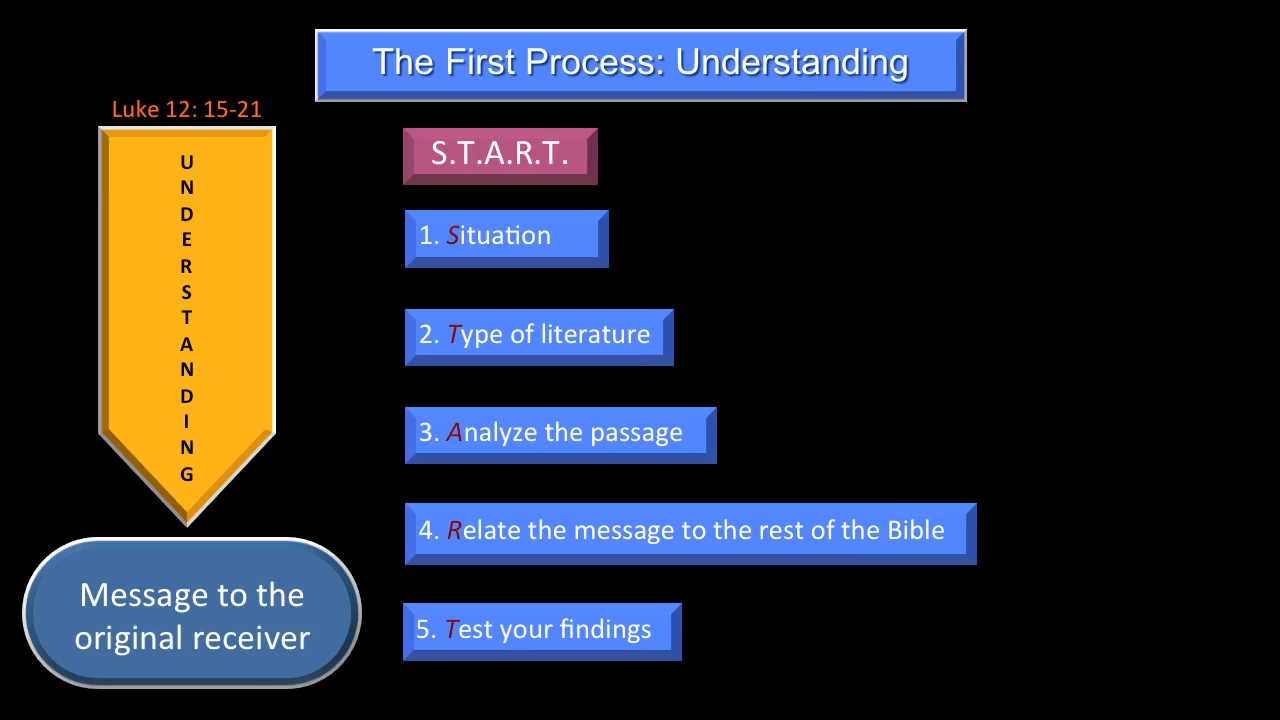 The First Process: Understanding
Luke 12: 15-21
U
N
D
E
R
S
T
A
N
D
I
N
G
Message to the
original receiver
S.T.A.R.T.
1. Situation
2. Type of literature
3. Analyze the passage
4. Relate the message to the rest of the Bible
5. Test your findings